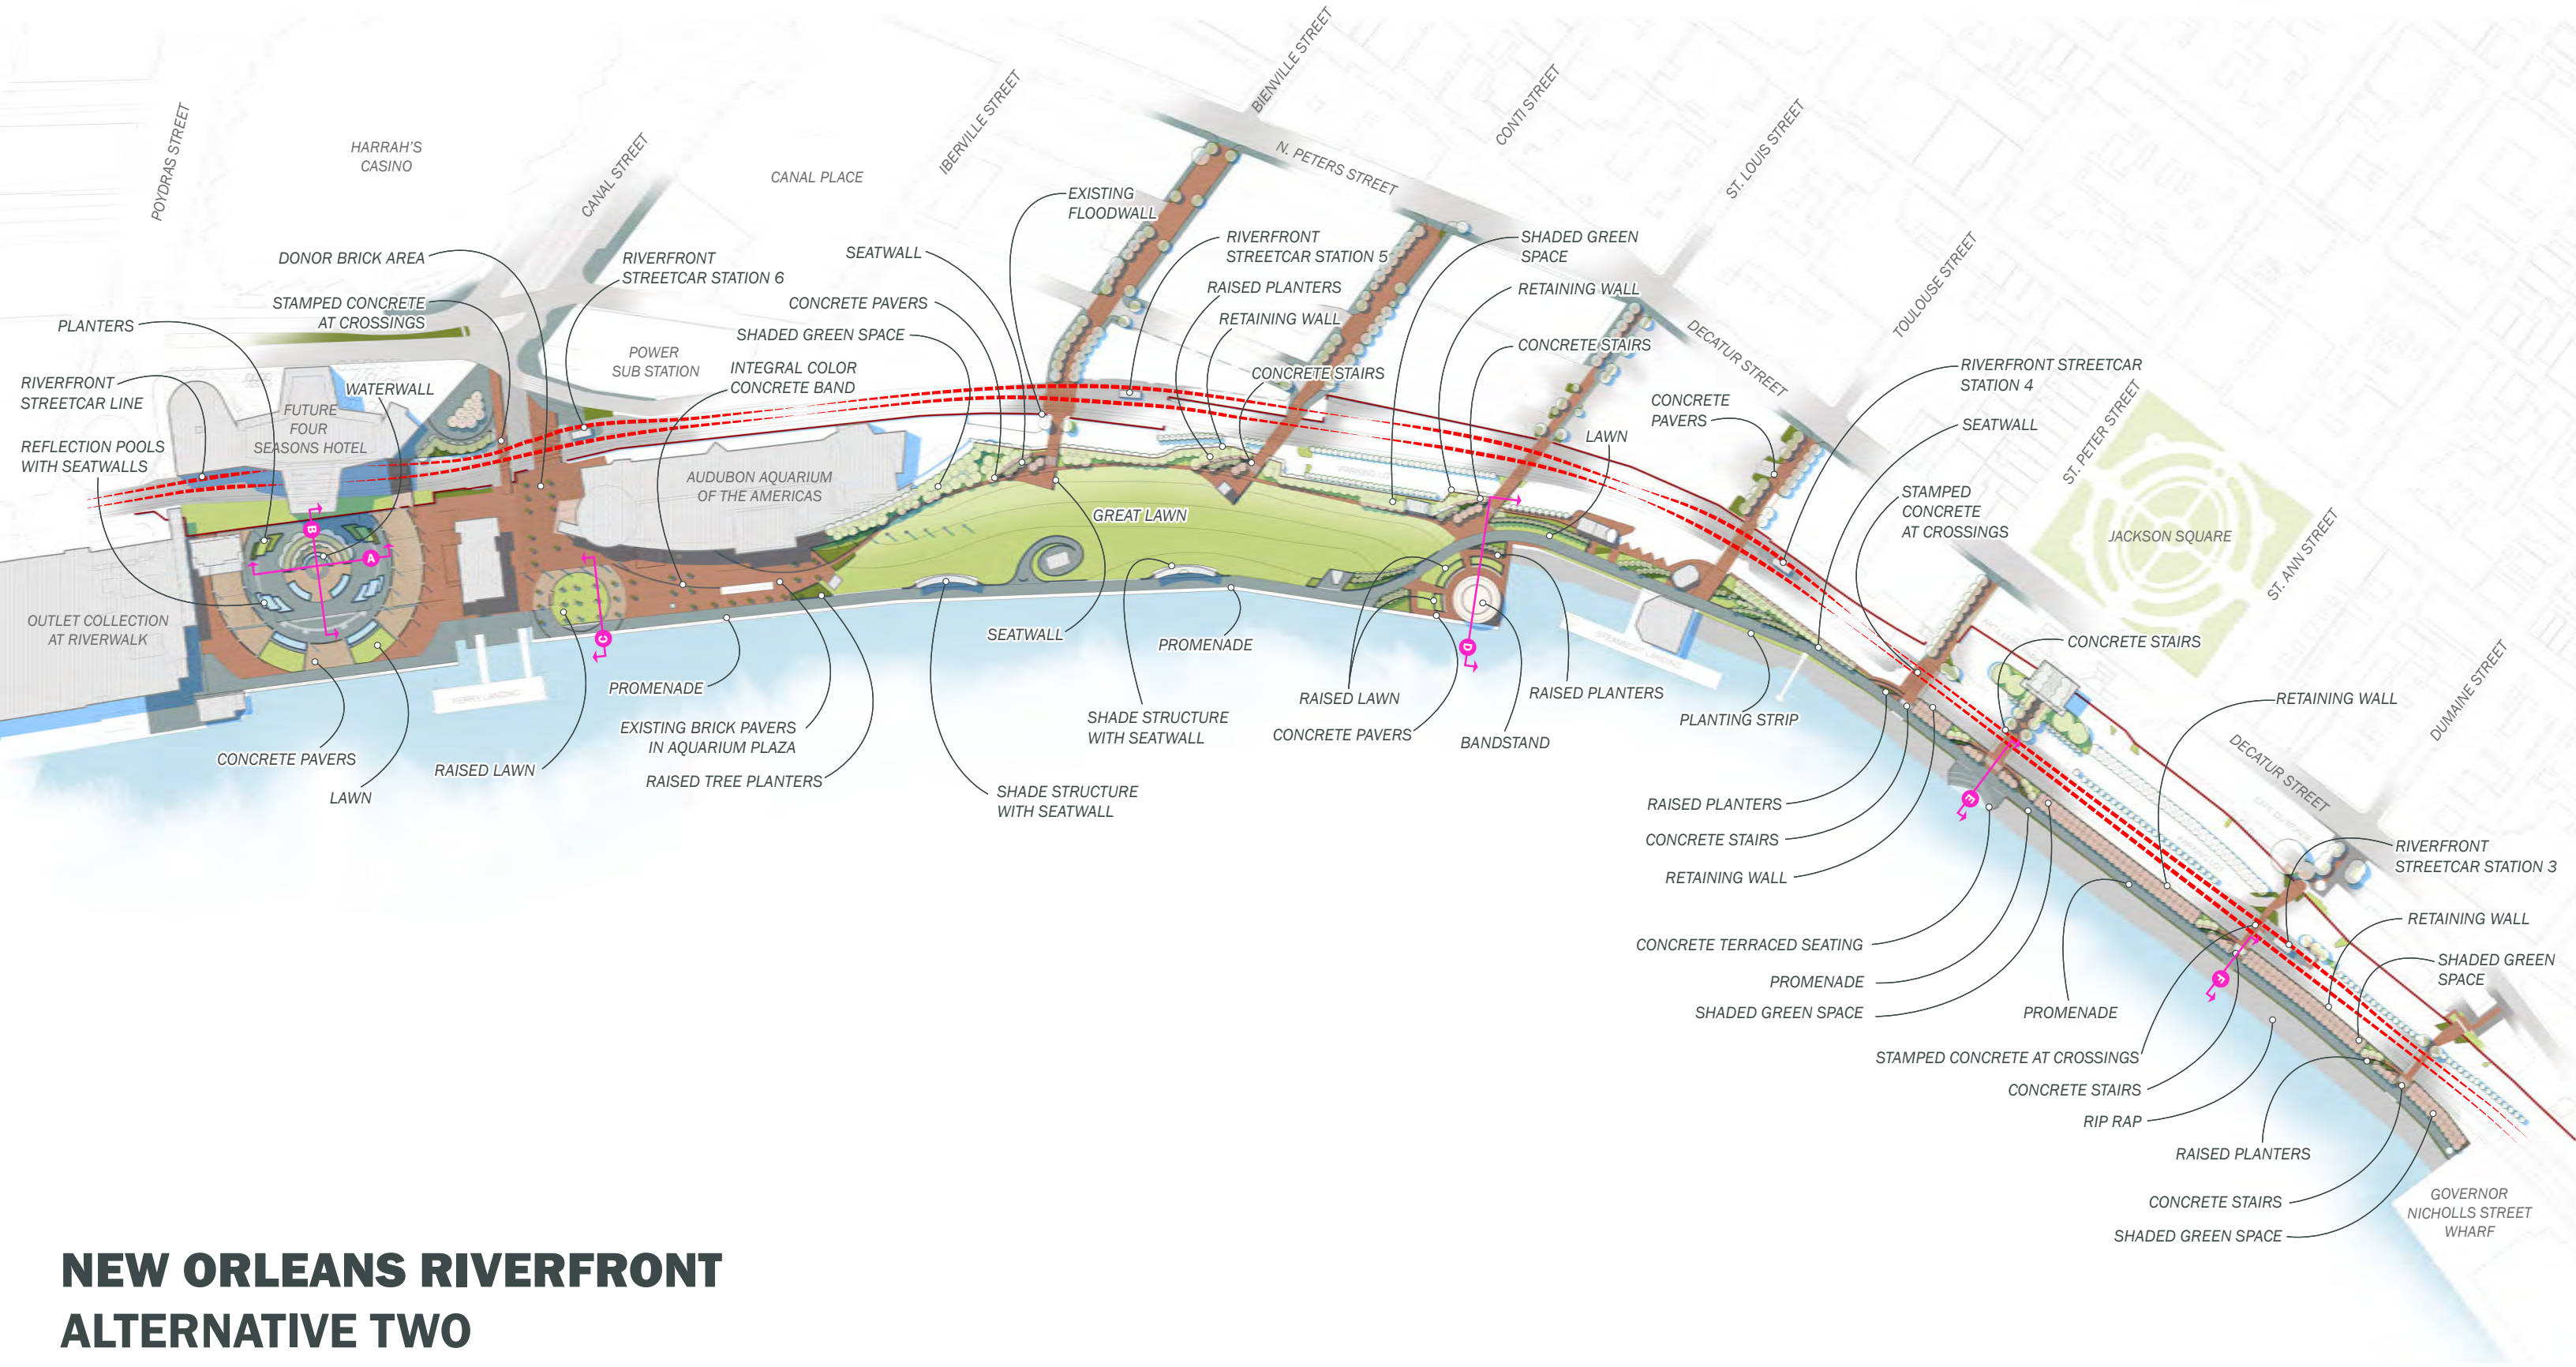 BIENVILLE STREET
IBERVILLE STREET
CONTI STREET
ST. LOUIS STREET
POYDRAS STREET
HARRAH'S
CASINO
CANAL STREET
CANAL PLACE
N. PETERS STREET
EXISTING
FLOODWALL
TOULOUSE STREET
DONOR BRICK AREA
RIVERFRONT
STREETCAR STATION 6
SEATWALL
RIVERFRONT
STREETCAR STATION 5
SHADED GREEN
SPACE
STAMPED CONCRETE
AT CROSSINGS
CONCRETE PAVERS
RAISED PLANTERS
RETAINING WALL
PLANTERS
SHADED GREEN SPACE
RETAINING WALL
CONCRETE STAIRS
DECATUR STREET
POWER
SUB STATION
INTEGRAL COLOR
CONCRETE BAND
CONCRETE STAIRS
RIVERFRONT STREETCAR
STATION 4
RIVERFRONT
STREETCAR LINE
WATERWALL
FUTURE
FOUR
SEASONS HOTEL
CONCRETE
PAVERS
LAWN
SEATWALL
ST. PETER STREET
REFLECTION POOLS
WITH SEATWALLS
AUDUBON AQUARIUM
OF THE AMERICAS
PARKING LOT
GREAT LAWN
STAMPED
CONCRETE
AT CROSSINGS
JACKSON SQUARE
ST. ANN STREET
B
A
C
D
E
F
OUTLET COLLECTION
AT RIVERWALK
FERRY LANDING
STEAMBOAT LANDING
SEATWALL
PROMENADE
CONCRETE STAIRS
DUMAINE STREET
PROMENADE
RAISED LAWN
RAISED PLANTERS
RETAINING WALL
EXISTING BRICK PAVERS
IN AQUARIUM PLAZA
SHADE STRUCTURE
WITH SEATWALL
CONCRETE PAVERS
BANDSTAND
PLANTING STRIP
DECATUR STREET
CONCRETE PAVERS
RAISED LAWN
RAISED TREE PLANTERS
LAWN
SHADE STRUCTURE
WITH SEATWALL
RAISED PLANTERS
CONCRETE STAIRS
RETAINING WALL
RIVERFRONT
STREETCAR STATION 3
RETAINING WALL
CONCRETE TERRACED SEATING
SHADED GREEN
SPACE
PROMENADE
SHADED GREEN SPACE
PROMENADE
STAMPED CONCRETE AT CROSSINGS
CONCRETE STAIRS
RIP RAP
RAISED PLANTERS
CONCRETE STAIRS
SHADED GREEN SPACE
GOVERNOR
NICHOLLS STREET
WHARF
NEW ORLEANS RIVERFRONT
ALTERNATIVE TWO